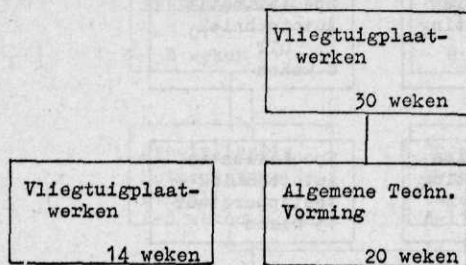 Vliegtuigplaat-
werken
30 weken
Vliegtuigplaat-
werken
14 weken
Algemene Techn.
Vorming
20 weken